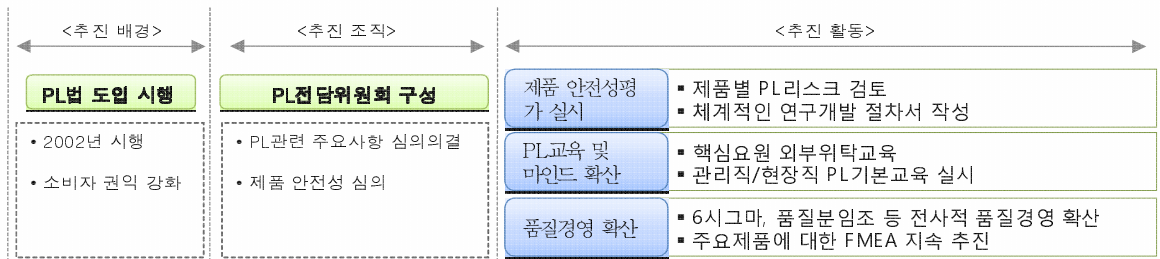 <추진 배경>
<추진 조직>
<추진 활동>
PL법 도입 시행
• 2002년 시행
• 소비자 권익 강화
PL전담위원회 구성
• PL관련 주요사항 심의의결
• 제품 안전성 심의
제품 안전성평
가 실시
▪ 제품별 PL리스크 검토
▪ 체계적인 연구개발 절차서 작성
PL교육 및
마인드 확산
▪ 핵심요원 외부위탁교육
▪ 관리직/현장직 PL기본교육 실시
품질경영 확산
▪ 6시그마, 품질분임조 등 전사적 품질경영 확산
▪ 주요제품에 대한 FMEA 지속 추진